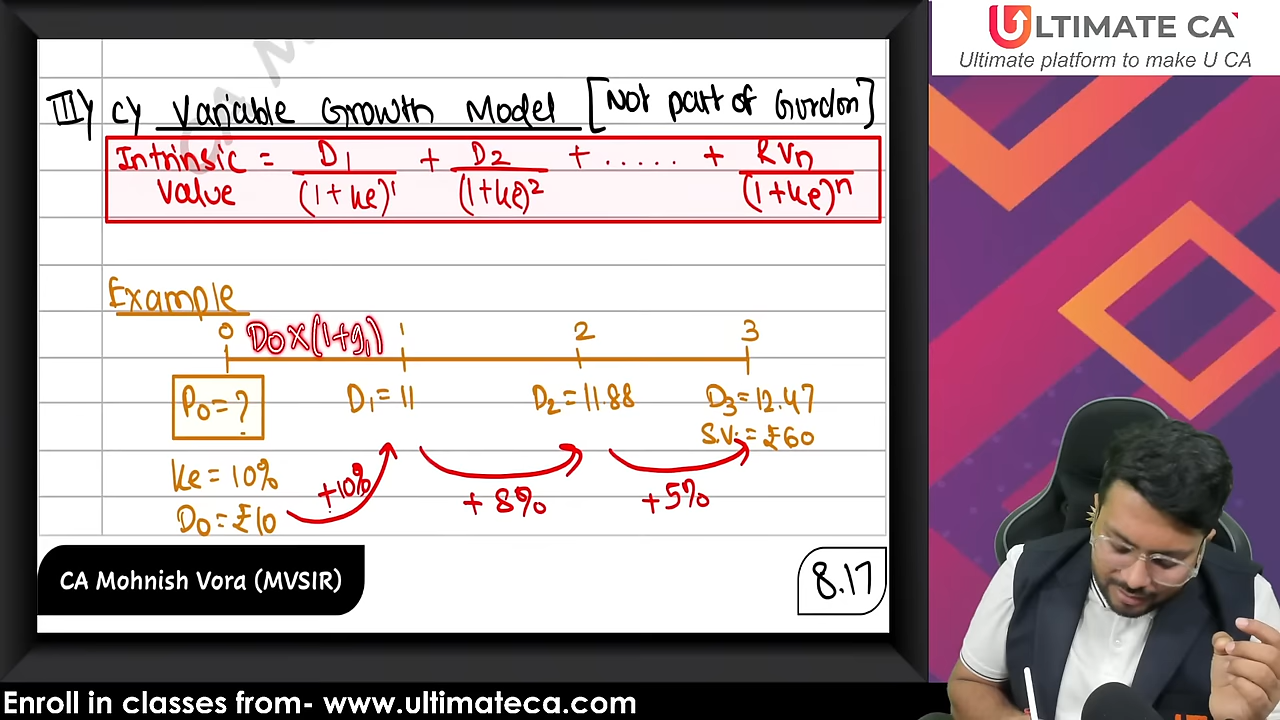 ULTIMATE CA
Ultimate platform to make U CA
III) c) Variable Growth Model [Not part of Gordon]
Intrinsic Value = D1/(1+ke)^1 + D2/(1+ke)^2 + ..... + RVn/(1+ke)^n
Example
0 D0×(1+g1) 1 2 3
P0=? D1=11 D2=11.88 D3=12.47
S.V.=₹60
ke=10% +10% +8% +5%
D0=₹10
CA Mohnish Vora (MVSIR)
8.17
Enroll in classes from- www.ultimateca.com